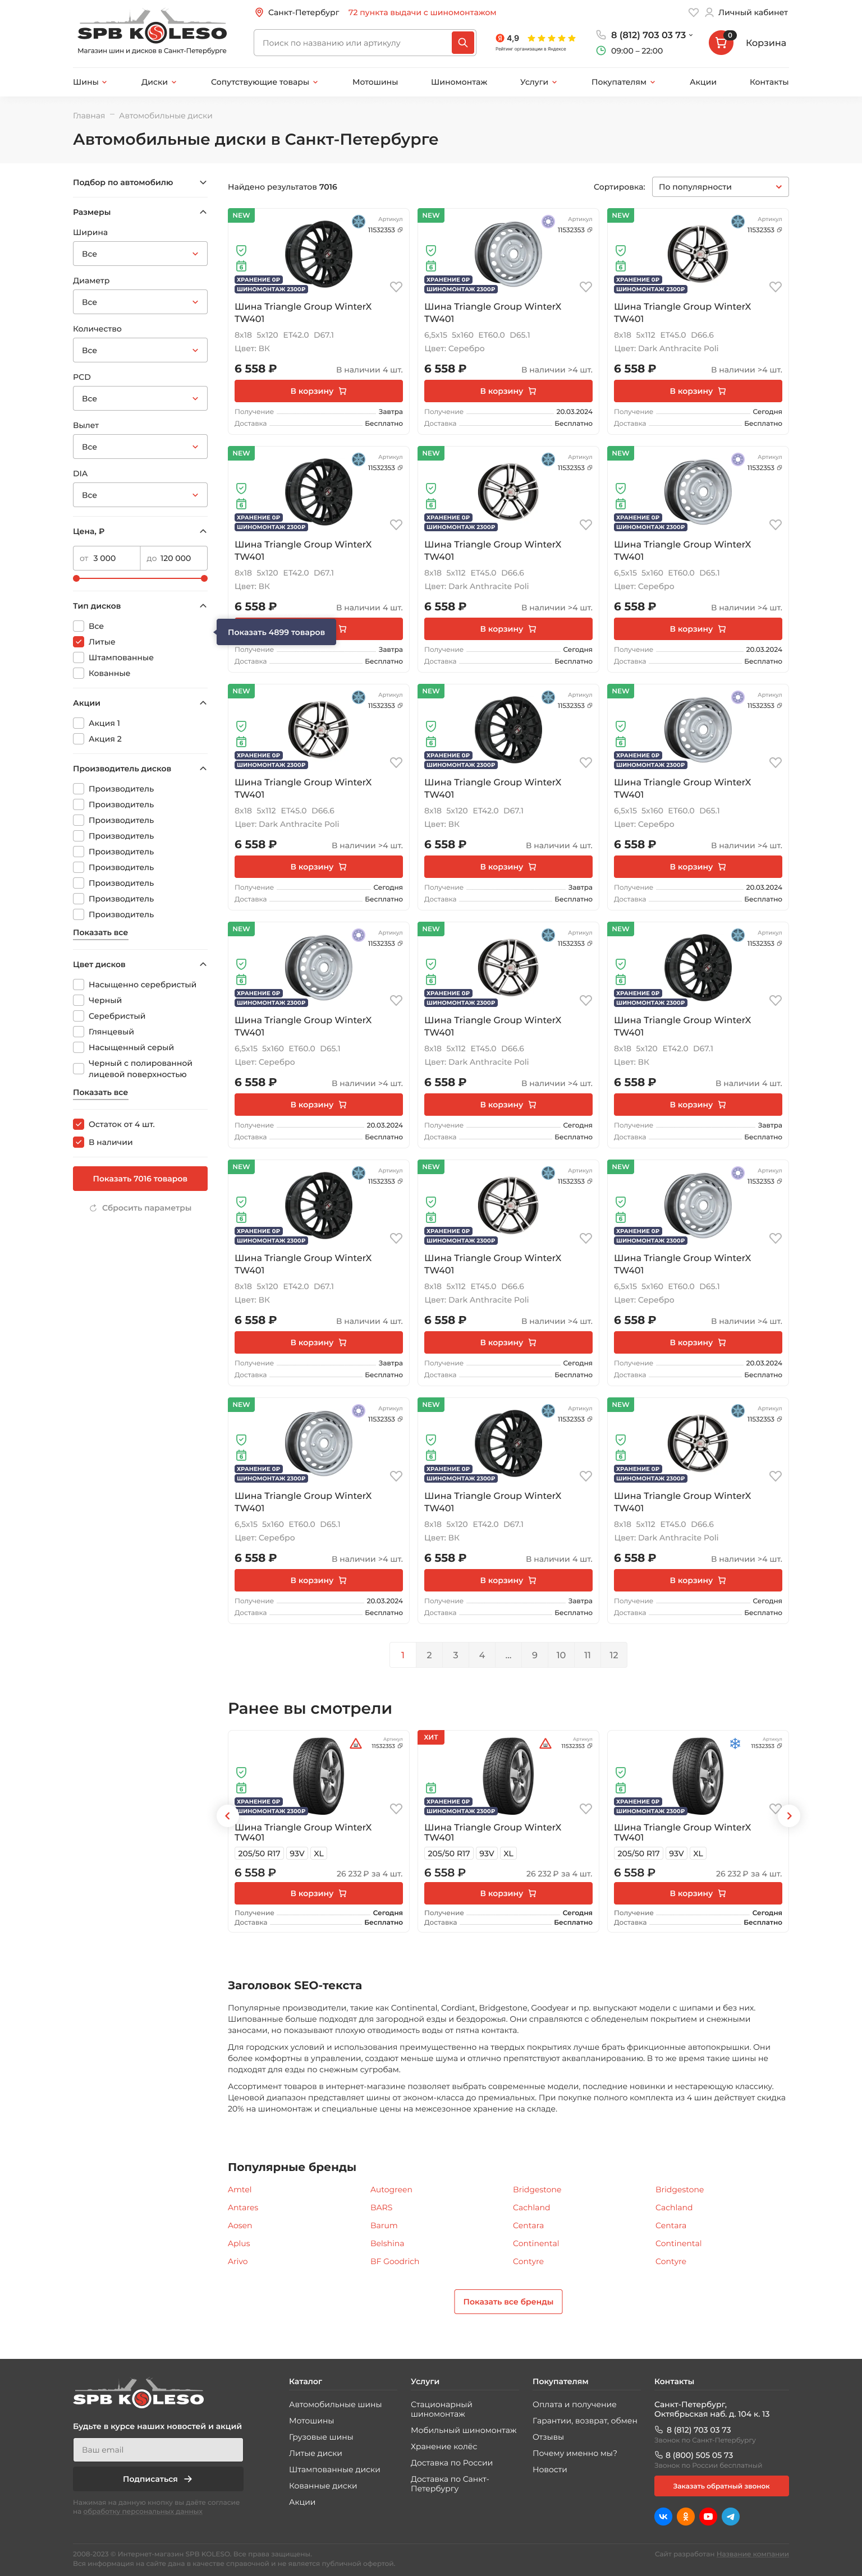 Санкт-Петербург 72 пункта выдачи с шиномонтажом Личный кабинет
SPB KOLESO
Магазин шин и дисков в Санкт-Петербурге
Поиск по названию или артикулу
4,9
Рейтинг организации в Яндексе
8 (812) 703 03 73
09:00 – 22:00
0
Корзина
Шины Диски Сопутствующие товары Мотошины Шиномонтаж Услуги Покупателям Акции Контакты
Главная Автомобильные диски
Автомобильные диски в Санкт-Петербурге
Подбор по автомобилю
Размеры
Ширина
Все
Диаметр
Все
Количество
Все
PCD
Все
Вылет
Все
DIA
Все
Цена, ₽
от 3 000 до 120 000
Тип дисков
Все
Литые
Штампованные
Кованные
Показать 4899 товаров
Акции
Акция 1
Акция 2
Производитель дисков
Производитель
Производитель
Производитель
Производитель
Производитель
Производитель
Производитель
Производитель
Производитель
Показать все
Цвет дисков
Насыщенно серебристый
Черный
Серебристый
Глянцевый
Насыщенный серый
Черный с полированной
лицевой поверхностью
Показать все
Остаток от 4 шт.
В наличии
Показать 7016 товаров
Сбросить параметры
Найдено результатов 7016
Сортировка: По популярности
NEW Артикул NEW Артикул NEW Артикул
11532353 11532353 11532353
6 6 6
ХРАНЕНИЕ 0₽ ХРАНЕНИЕ 0₽ ХРАНЕНИЕ 0₽
ШИНОМОНТАЖ 2300₽ ШИНОМОНТАЖ 2300₽ ШИНОМОНТАЖ 2300₽
Шина Triangle Group WinterX Шина Triangle Group WinterX Шина Triangle Group WinterX
TW401 TW401 TW401
8x18 5x120 ET42.0 D67.1 6,5x15 5x160 ET60.0 D65.1 8x18 5x112 ET45.0 D66.6
Цвет: ВК Цвет: Серебро Цвет: Dark Anthracite Poli
6 558 ₽ В наличии 4 шт. 6 558 ₽ В наличии >4 шт. 6 558 ₽ В наличии >4 шт.
В корзину В корзину В корзину
Получение Завтра Получение 20.03.2024 Получение Сегодня
Доставка Бесплатно Доставка Бесплатно Доставка Бесплатно
NEW Артикул NEW Артикул NEW Артикул
11532353 11532353 11532353
6 6 6
ХРАНЕНИЕ 0₽ ХРАНЕНИЕ 0₽ ХРАНЕНИЕ 0₽
ШИНОМОНТАЖ 2300₽ ШИНОМОНТАЖ 2300₽ ШИНОМОНТАЖ 2300₽
Шина Triangle Group WinterX Шина Triangle Group WinterX Шина Triangle Group WinterX
TW401 TW401 TW401
8x18 5x120 ET42.0 D67.1 8x18 5x112 ET45.0 D66.6 6,5x15 5x160 ET60.0 D65.1
Цвет: ВК Цвет: Dark Anthracite Poli Цвет: Серебро
6 558 ₽ В наличии 4 шт. 6 558 ₽ В наличии >4 шт. 6 558 ₽ В наличии >4 шт.
В корзину В корзину
Получение Завтра Получение Сегодня Получение 20.03.2024
Доставка Бесплатно Доставка Бесплатно Доставка Бесплатно
NEW Артикул NEW Артикул NEW Артикул
11532353 11532353 11532353
6 6 6
ХРАНЕНИЕ 0₽ ХРАНЕНИЕ 0₽ ХРАНЕНИЕ 0₽
ШИНОМОНТАЖ 2300₽ ШИНОМОНТАЖ 2300₽ ШИНОМОНТАЖ 2300₽
Шина Triangle Group WinterX Шина Triangle Group WinterX Шина Triangle Group WinterX
TW401 TW401 TW401
8x18 5x112 ET45.0 D66.6 8x18 5x120 ET42.0 D67.1 6,5x15 5x160 ET60.0 D65.1
Цвет: Dark Anthracite Poli Цвет: ВК Цвет: Серебро
6 558 ₽ В наличии >4 шт. 6 558 ₽ В наличии 4 шт. 6 558 ₽ В наличии >4 шт.
В корзину В корзину В корзину
Получение Сегодня Получение Завтра Получение 20.03.2024
Доставка Бесплатно Доставка Бесплатно Доставка Бесплатно
NEW Артикул NEW Артикул NEW Артикул
11532353 11532353 11532353
6 6 6
ХРАНЕНИЕ 0₽ ХРАНЕНИЕ 0₽ ХРАНЕНИЕ 0₽
ШИНОМОНТАЖ 2300₽ ШИНОМОНТАЖ 2300₽ ШИНОМОНТАЖ 2300₽
Шина Triangle Group WinterX Шина Triangle Group WinterX Шина Triangle Group WinterX
TW401 TW401 TW401
6,5x15 5x160 ET60.0 D65.1 8x18 5x112 ET45.0 D66.6 8x18 5x120 ET42.0 D67.1
Цвет: Серебро Цвет: Dark Anthracite Poli Цвет: ВК
6 558 ₽ В наличии >4 шт. 6 558 ₽ В наличии >4 шт. 6 558 ₽ В наличии 4 шт.
В корзину В корзину В корзину
Получение 20.03.2024 Получение Сегодня Получение Завтра
Доставка Бесплатно Доставка Бесплатно Доставка Бесплатно
NEW Артикул NEW Артикул NEW Артикул
11532353 11532353 11532353
6 6 6
ХРАНЕНИЕ 0₽ ХРАНЕНИЕ 0₽ ХРАНЕНИЕ 0₽
ШИНОМОНТАЖ 2300₽ ШИНОМОНТАЖ 2300₽ ШИНОМОНТАЖ 2300₽
Шина Triangle Group WinterX Шина Triangle Group WinterX Шина Triangle Group WinterX
TW401 TW401 TW401
8x18 5x120 ET42.0 D67.1 8x18 5x112 ET45.0 D66.6 6,5x15 5x160 ET60.0 D65.1
Цвет: ВК Цвет: Dark Anthracite Poli Цвет: Серебро
6 558 ₽ В наличии 4 шт. 6 558 ₽ В наличии >4 шт. 6 558 ₽ В наличии >4 шт.
В корзину В корзину В корзину
Получение Завтра Получение Сегодня Получение 20.03.2024
Доставка Бесплатно Доставка Бесплатно Доставка Бесплатно
NEW Артикул NEW Артикул NEW Артикул
11532353 11532353 11532353
6 6 6
ХРАНЕНИЕ 0₽ ХРАНЕНИЕ 0₽ ХРАНЕНИЕ 0₽
ШИНОМОНТАЖ 2300₽ ШИНОМОНТАЖ 2300₽ ШИНОМОНТАЖ 2300₽
Шина Triangle Group WinterX Шина Triangle Group WinterX Шина Triangle Group WinterX
TW401 TW401 TW401
6,5x15 5x160 ET60.0 D65.1 8x18 5x120 ET42.0 D67.1 8x18 5x112 ET45.0 D66.6
Цвет: Серебро Цвет: ВК Цвет: Dark Anthracite Poli
6 558 ₽ В наличии >4 шт. 6 558 ₽ В наличии 4 шт. 6 558 ₽ В наличии >4 шт.
В корзину В корзину В корзину
Получение 20.03.2024 Получение Завтра Получение Сегодня
Доставка Бесплатно Доставка Бесплатно Доставка Бесплатно
1 2 3 4 ... 9 10 11 12
Ранее вы смотрели
Артикул ХИТ Артикул Артикул
11532353 11532353 11532353
6 6 6
ХРАНЕНИЕ 0₽ ХРАНЕНИЕ 0₽ ХРАНЕНИЕ 0₽
ШИНОМОНТАЖ 2300₽ ШИНОМОНТАЖ 2300₽ ШИНОМОНТАЖ 2300₽
Шина Triangle Group WinterX Шина Triangle Group WinterX Шина Triangle Group WinterX
TW401 TW401 TW401
205/50 R17 93V XL 205/50 R17 93V XL 205/50 R17 93V XL
6 558 ₽ 26 232 ₽ за 4 шт. 6 558 ₽ 26 232 ₽ за 4 шт. 6 558 ₽ 26 232 ₽ за 4 шт.
В корзину В корзину В корзину
Получение Сегодня Получение Сегодня Получение Сегодня
Доставка Бесплатно Доставка Бесплатно Доставка Бесплатно
Заголовок SEO-текста
Популярные производители, такие как Continental, Cordiant, Bridgestone, Goodyear и пр. выпускают модели с шипами и без них.
Шипованные больше подходят для загородной езды и бездорожья. Они справляются с обледенелым покрытием и снежными
заносами, но показывают плохую отводимость воды от пятна контакта.
Для городских условий и использования преимущественно на твердых покрытиях лучше брать фрикционные автопокрышки. Они
более комфортны в управлении, создают меньше шума и отлично препятствуют аквапланированию. В то же время такие шины не
подходят для езды по снежным сугробам.
Ассортимент товаров в интернет-магазине позволяет выбрать современные модели, последние новинки и нестареющую классику.
Ценовой диапазон представляет шины от эконом-класса до премиальных. При покупке полного комплекта из 4 шин действует скидка
20% на шиномонтаж и специальные цены на межсезонное хранение на складе.
Популярные бренды
Amtel Autogreen Bridgestone Bridgestone
Antares BARS Cachland Cachland
Aosen Barum Centara Centara
Aplus Belshina Continental Continental
Arivo BF Goodrich Contyre Contyre
Показать все бренды
SPB KOLESO
Будьте в курсе наших новостей и акций
Ваш email
Подписаться
Нажимая на данную кнопку вы даёте согласие
на обработку персональных данных
Каталог
Автомобильные шины
Мотошины
Грузовые шины
Литые диски
Штампованные диски
Кованные диски
Акции
Услуги
Стационарный
шиномонтаж
Мобильный шиномонтаж
Хранение колёс
Доставка по России
Доставка по Санкт-
Петербургу
Покупателям
Оплата и получение
Гарантии, возврат, обмен
Отзывы
Почему именно мы?
Новости
Контакты
Санкт-Петербург,
Октябрьская наб. д. 104 к. 13
8 (812) 703 03 73
Звонок по Санкт-Петербургу
8 (800) 505 05 73
Звонок по России бесплатный
Заказать обратный звонок
2008-2023 © Интернет-магазин SPB KOLESO. Все права защищены.
Вся информация на сайте дана в качестве справочной и не является публичной офертой.
Сайт разработан Название компании